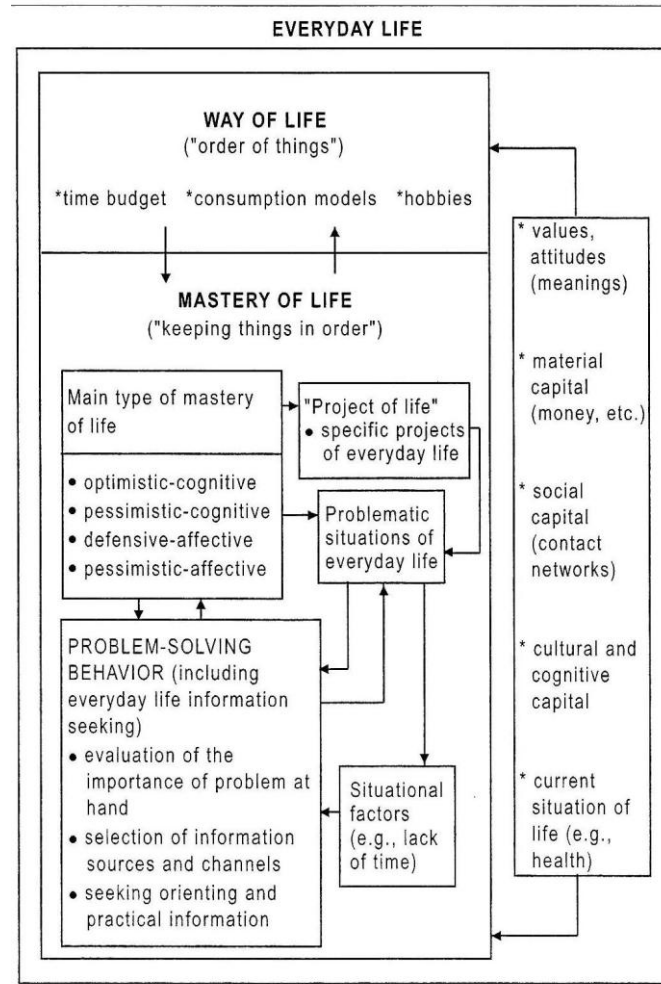 EVERYDAY LIFE
WAY OF LIFE
("order of things")
*time budget *consumption models *hobbies
MASTERY OF LIFE
("keeping things in order")
Main type of mastery
of life
• optimistic-cognitive
• pessimistic-cognitive
• defensive-affective
• pessimistic-affective
"Project of life"
• specific projects
of everyday life
Problematic
situations of
everyday life
PROBLEM-SOLVING
BEHAVIOR (including
everyday life information
seeking)
• evaluation of the
importance of problem at
hand
• selection of information
sources and channels
• seeking orienting and
practical information
Situational
factors
(e.g., lack
of time)
* values,
attitudes
(meanings)
* material
capital
(money, etc.)
* social
capital
(contact
networks)
* cultural and
cognitive
capital
* current
situation of
life (e.g.,
health)